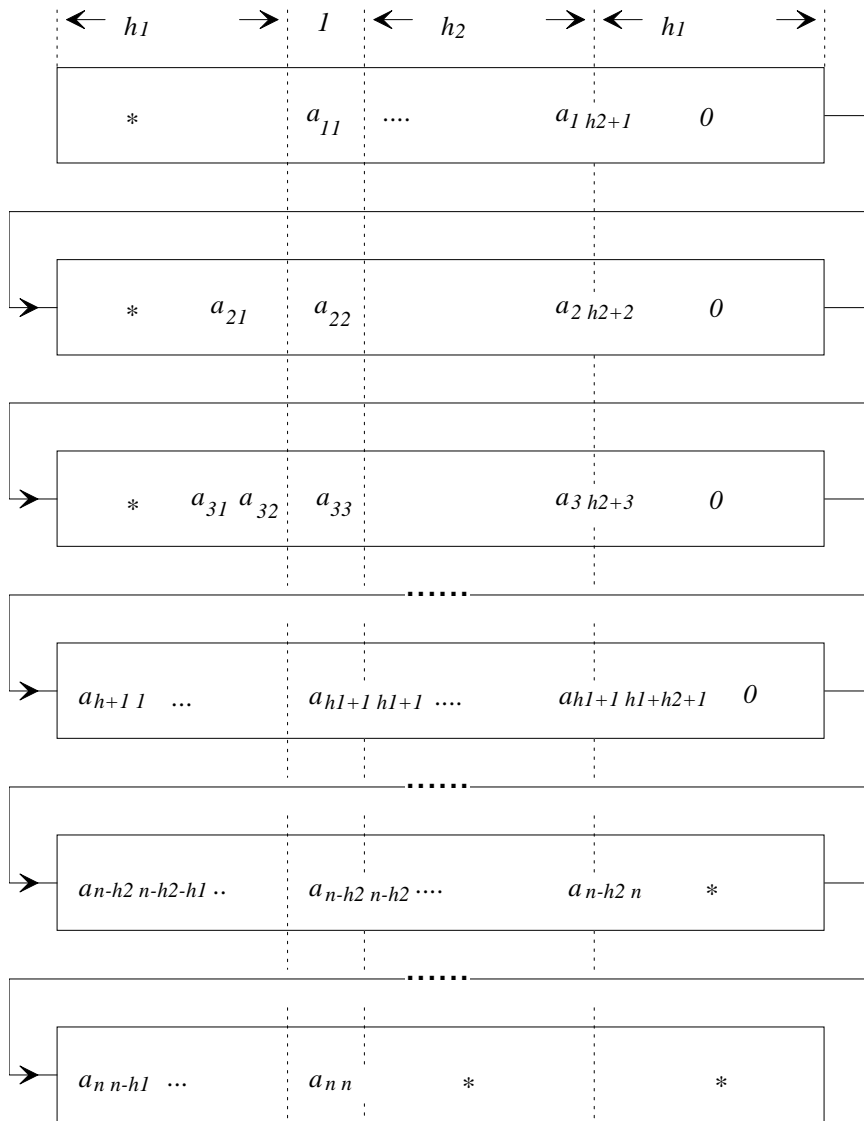 h1 1 h2 h1
* a11 .... a1 h2+1 0
* a21 a22 a2 h2+2 0
* a31 a32 a33 a3 h2+3 0
......
ah+1 1 ... ah1+1 h1+1 .... ah1+1 h1+h2+1 0
......
an-h2 n-h2-h1 .. an-h2 n-h2 .... an-h2 n *
......
an n-h1 ... an n * *